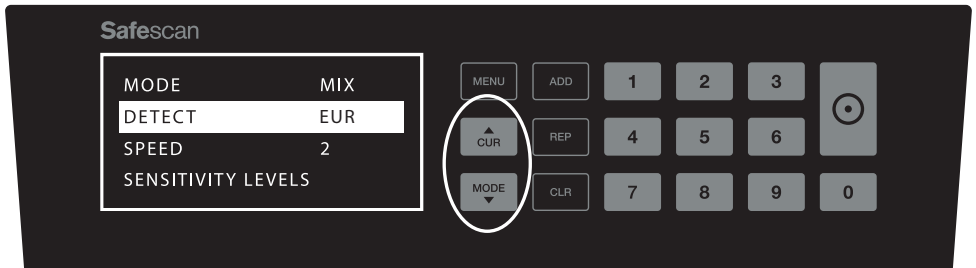 Safescan
MODE MIX
DETECT EUR
SPEED 2
SENSITIVITY LEVELS
MENU ADD 1 2 3
CUR REP 4 5 6
MODE CLR 7 8 9 0